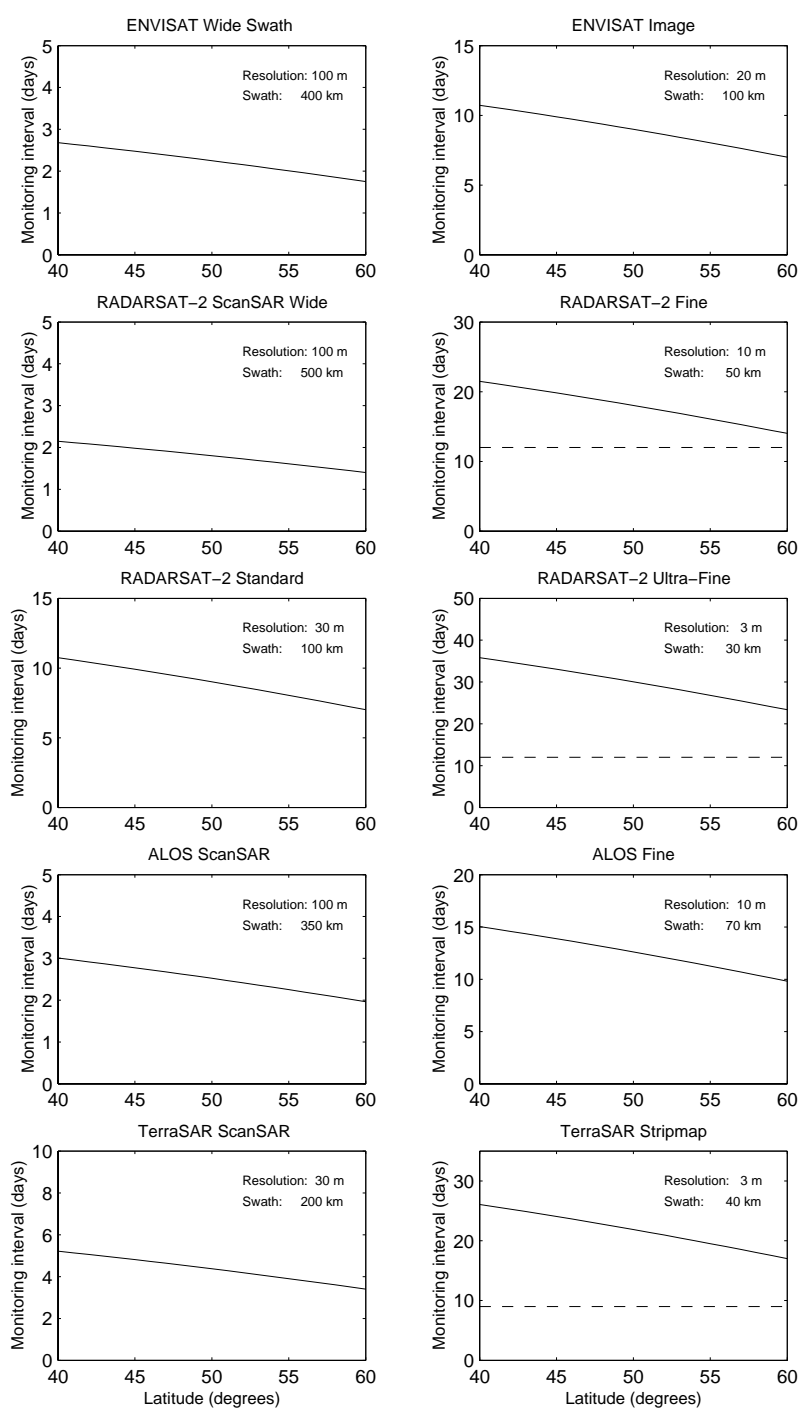 ENVISAT Wide Swath
Monitoring interval (days)
5
4
3
2
1
0
Resolution: 100 m
Swath: 400 km
40 45 50 55 60
ENVISAT Image
Monitoring interval (days)
15
10
5
0
Resolution: 20 m
Swath: 100 km
40 45 50 55 60
RADARSAT−2 ScanSAR Wide
Monitoring interval (days)
5
4
3
2
1
0
Resolution: 100 m
Swath: 500 km
40 45 50 55 60
RADARSAT−2 Fine
Monitoring interval (days)
30
20
10
0
Resolution: 10 m
Swath: 50 km
40 45 50 55 60
RADARSAT−2 Standard
Monitoring interval (days)
15
10
5
0
Resolution: 30 m
Swath: 100 km
40 45 50 55 60
RADARSAT−2 Ultra−Fine
Monitoring interval (days)
50
40
30
20
10
0
Resolution: 3 m
Swath: 30 km
40 45 50 55 60
ALOS ScanSAR
Monitoring interval (days)
5
4
3
2
1
0
Resolution: 100 m
Swath: 350 km
40 45 50 55 60
ALOS Fine
Monitoring interval (days)
20
15
10
5
0
Resolution: 10 m
Swath: 70 km
40 45 50 55 60
TerraSAR ScanSAR
Monitoring interval (days)
10
8
6
4
2
0
Resolution: 30 m
Swath: 200 km
40 45 50 55 60
Latitude (degrees)
TerraSAR Stripmap
Monitoring interval (days)
30
20
10
0
Resolution: 3 m
Swath: 40 km
40 45 50 55 60
Latitude (degrees)